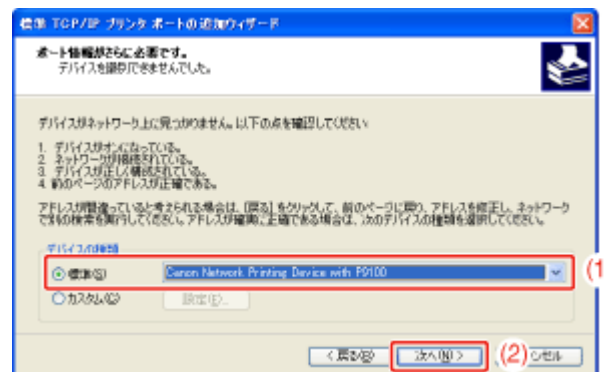 標準 TCP/IP プリンタ ポートの追加ウィザード
ポート情報がさらに必要です。
デバイスを識別できませんでした。
デバイスがネットワーク上に見つかりません。以下の点を確認してください:
1. デバイスがオンになっている。
2. ネットワークが接続されている。
3. デバイスが正しく構成されている。
4. 前のページのアドレスが正確である。
アドレスが間違っていると考えられる場合は、[戻る] をクリックして、前のページに戻り、アドレスを修正し、ネットワーク
で別の検索を実行してください。アドレスが確実に正確である場合は、次のデバイスの種類を選択してください。
デバイスの種類
標準(S)
Canon Network Printing Device with P9100
(1
カスタム(C)
設定(E)...
< 戻る(B)
次へ(N) >
(2)
ンセル